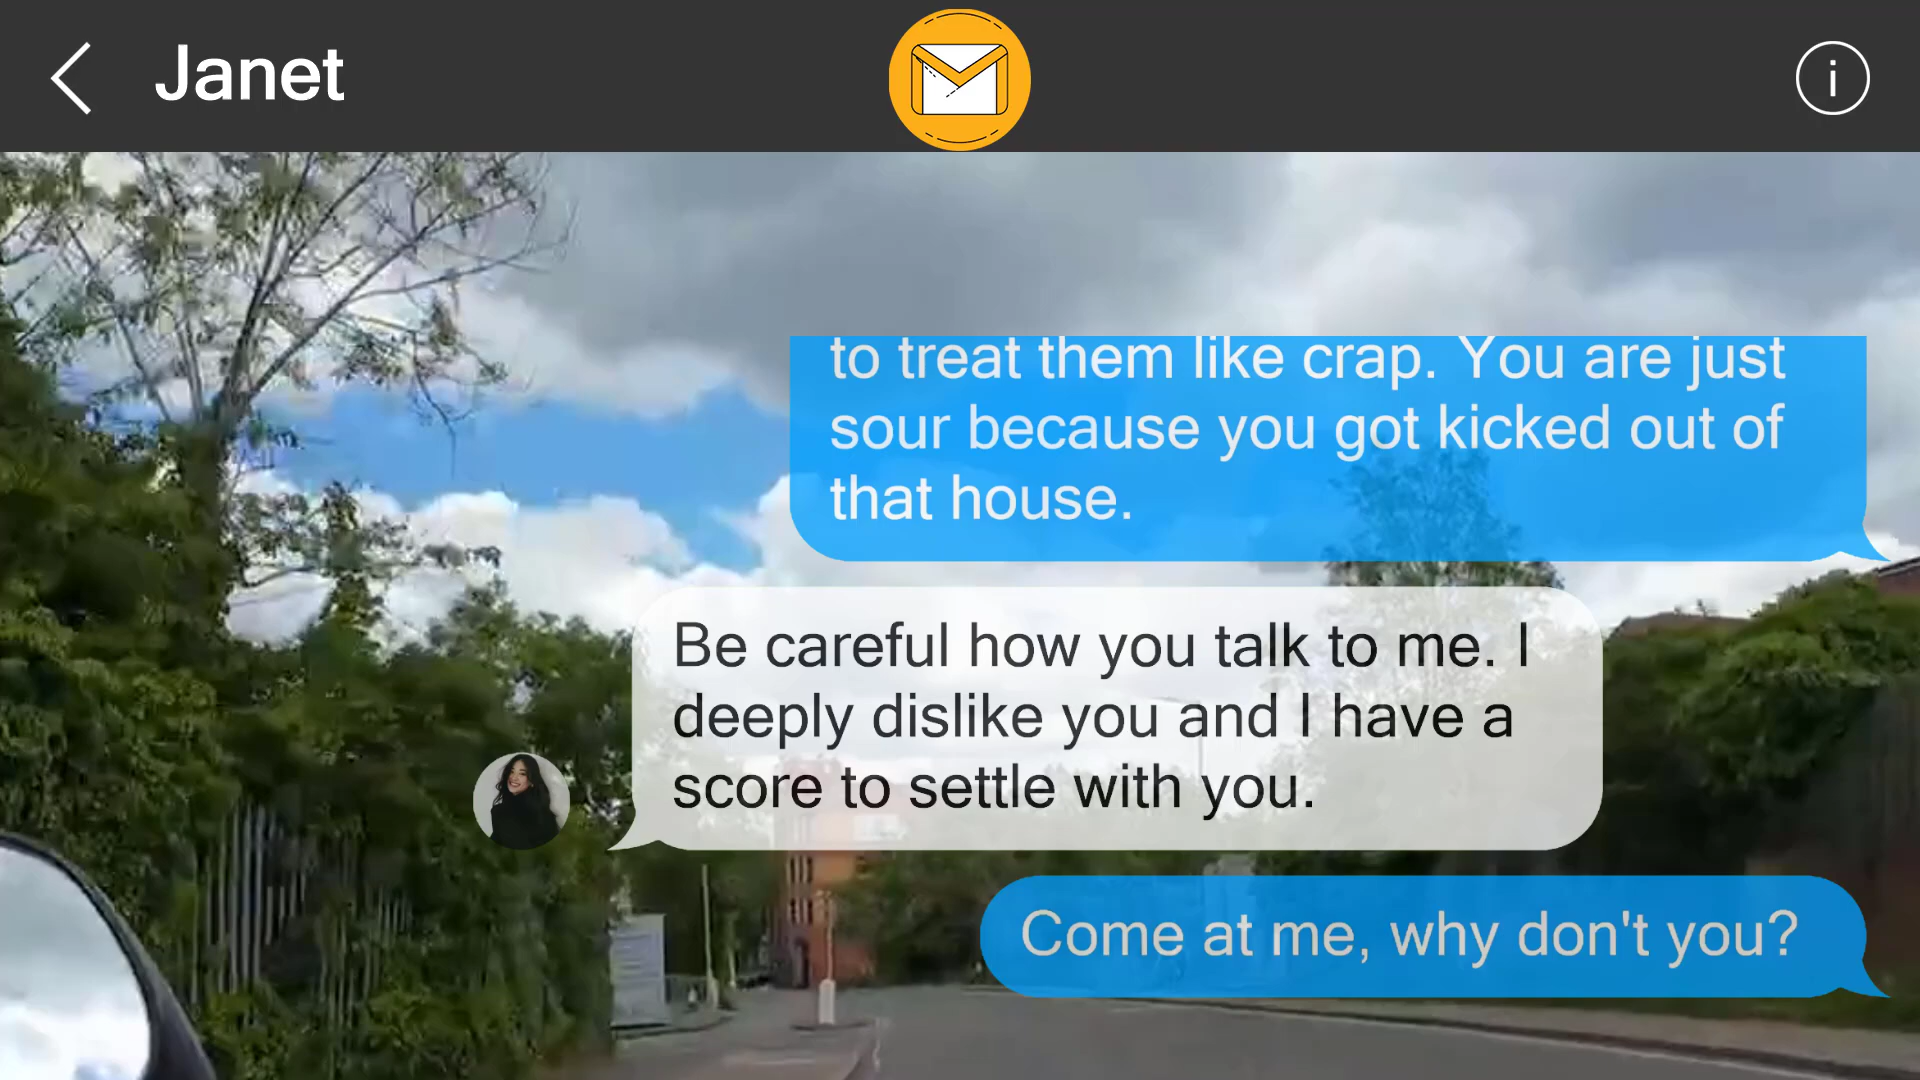 Janet
to treat them like crap. You are just
sour because you got kicked out of
that house.
Be careful how you talk to me. I
deeply dislike you and I have a
score to settle with you.
Come at me, why don't you?